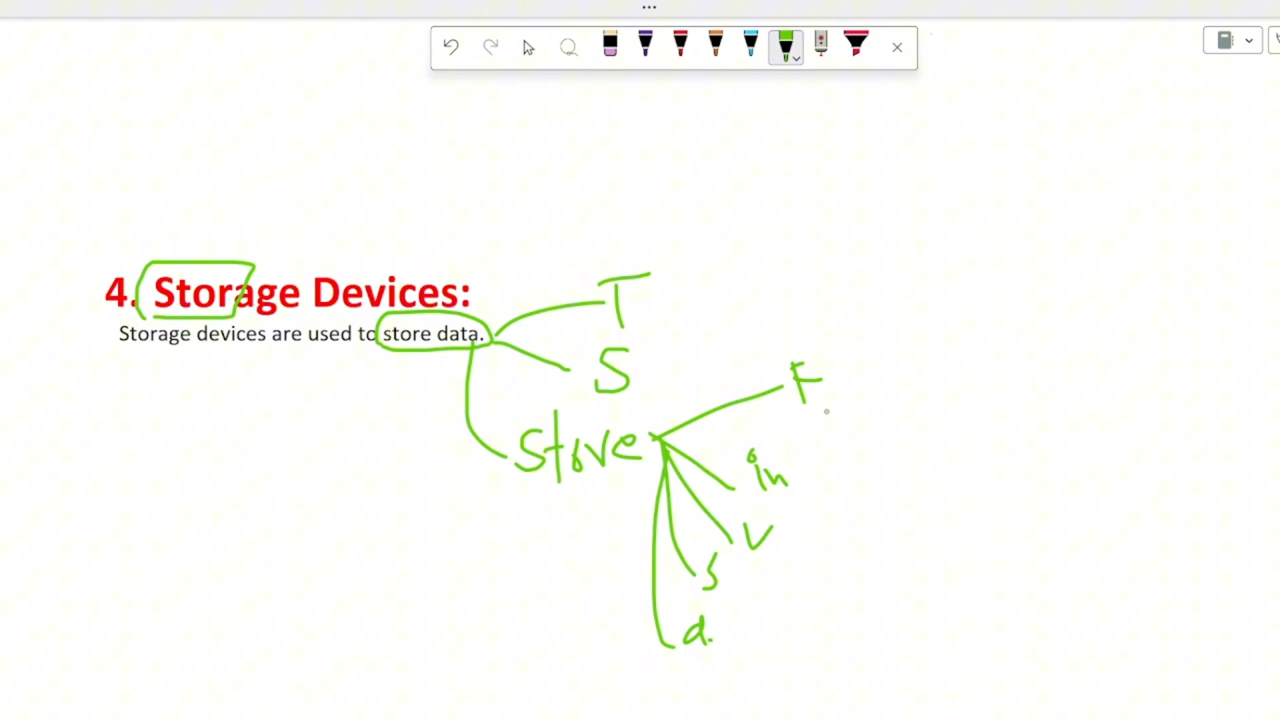 4. Storage Devices:
Storage devices are used to store data.
T
S
Store
F
in
V
S
d.